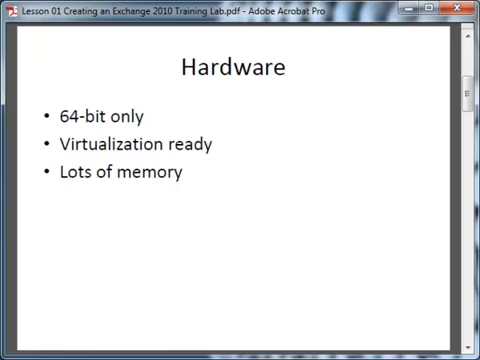 Lesson 01 Creating an Exchange 2010 Training Lab.pdf - Adobe Acrobat Pro
Hardware
• 64-bit only
• Virtualization ready
• Lots of memory